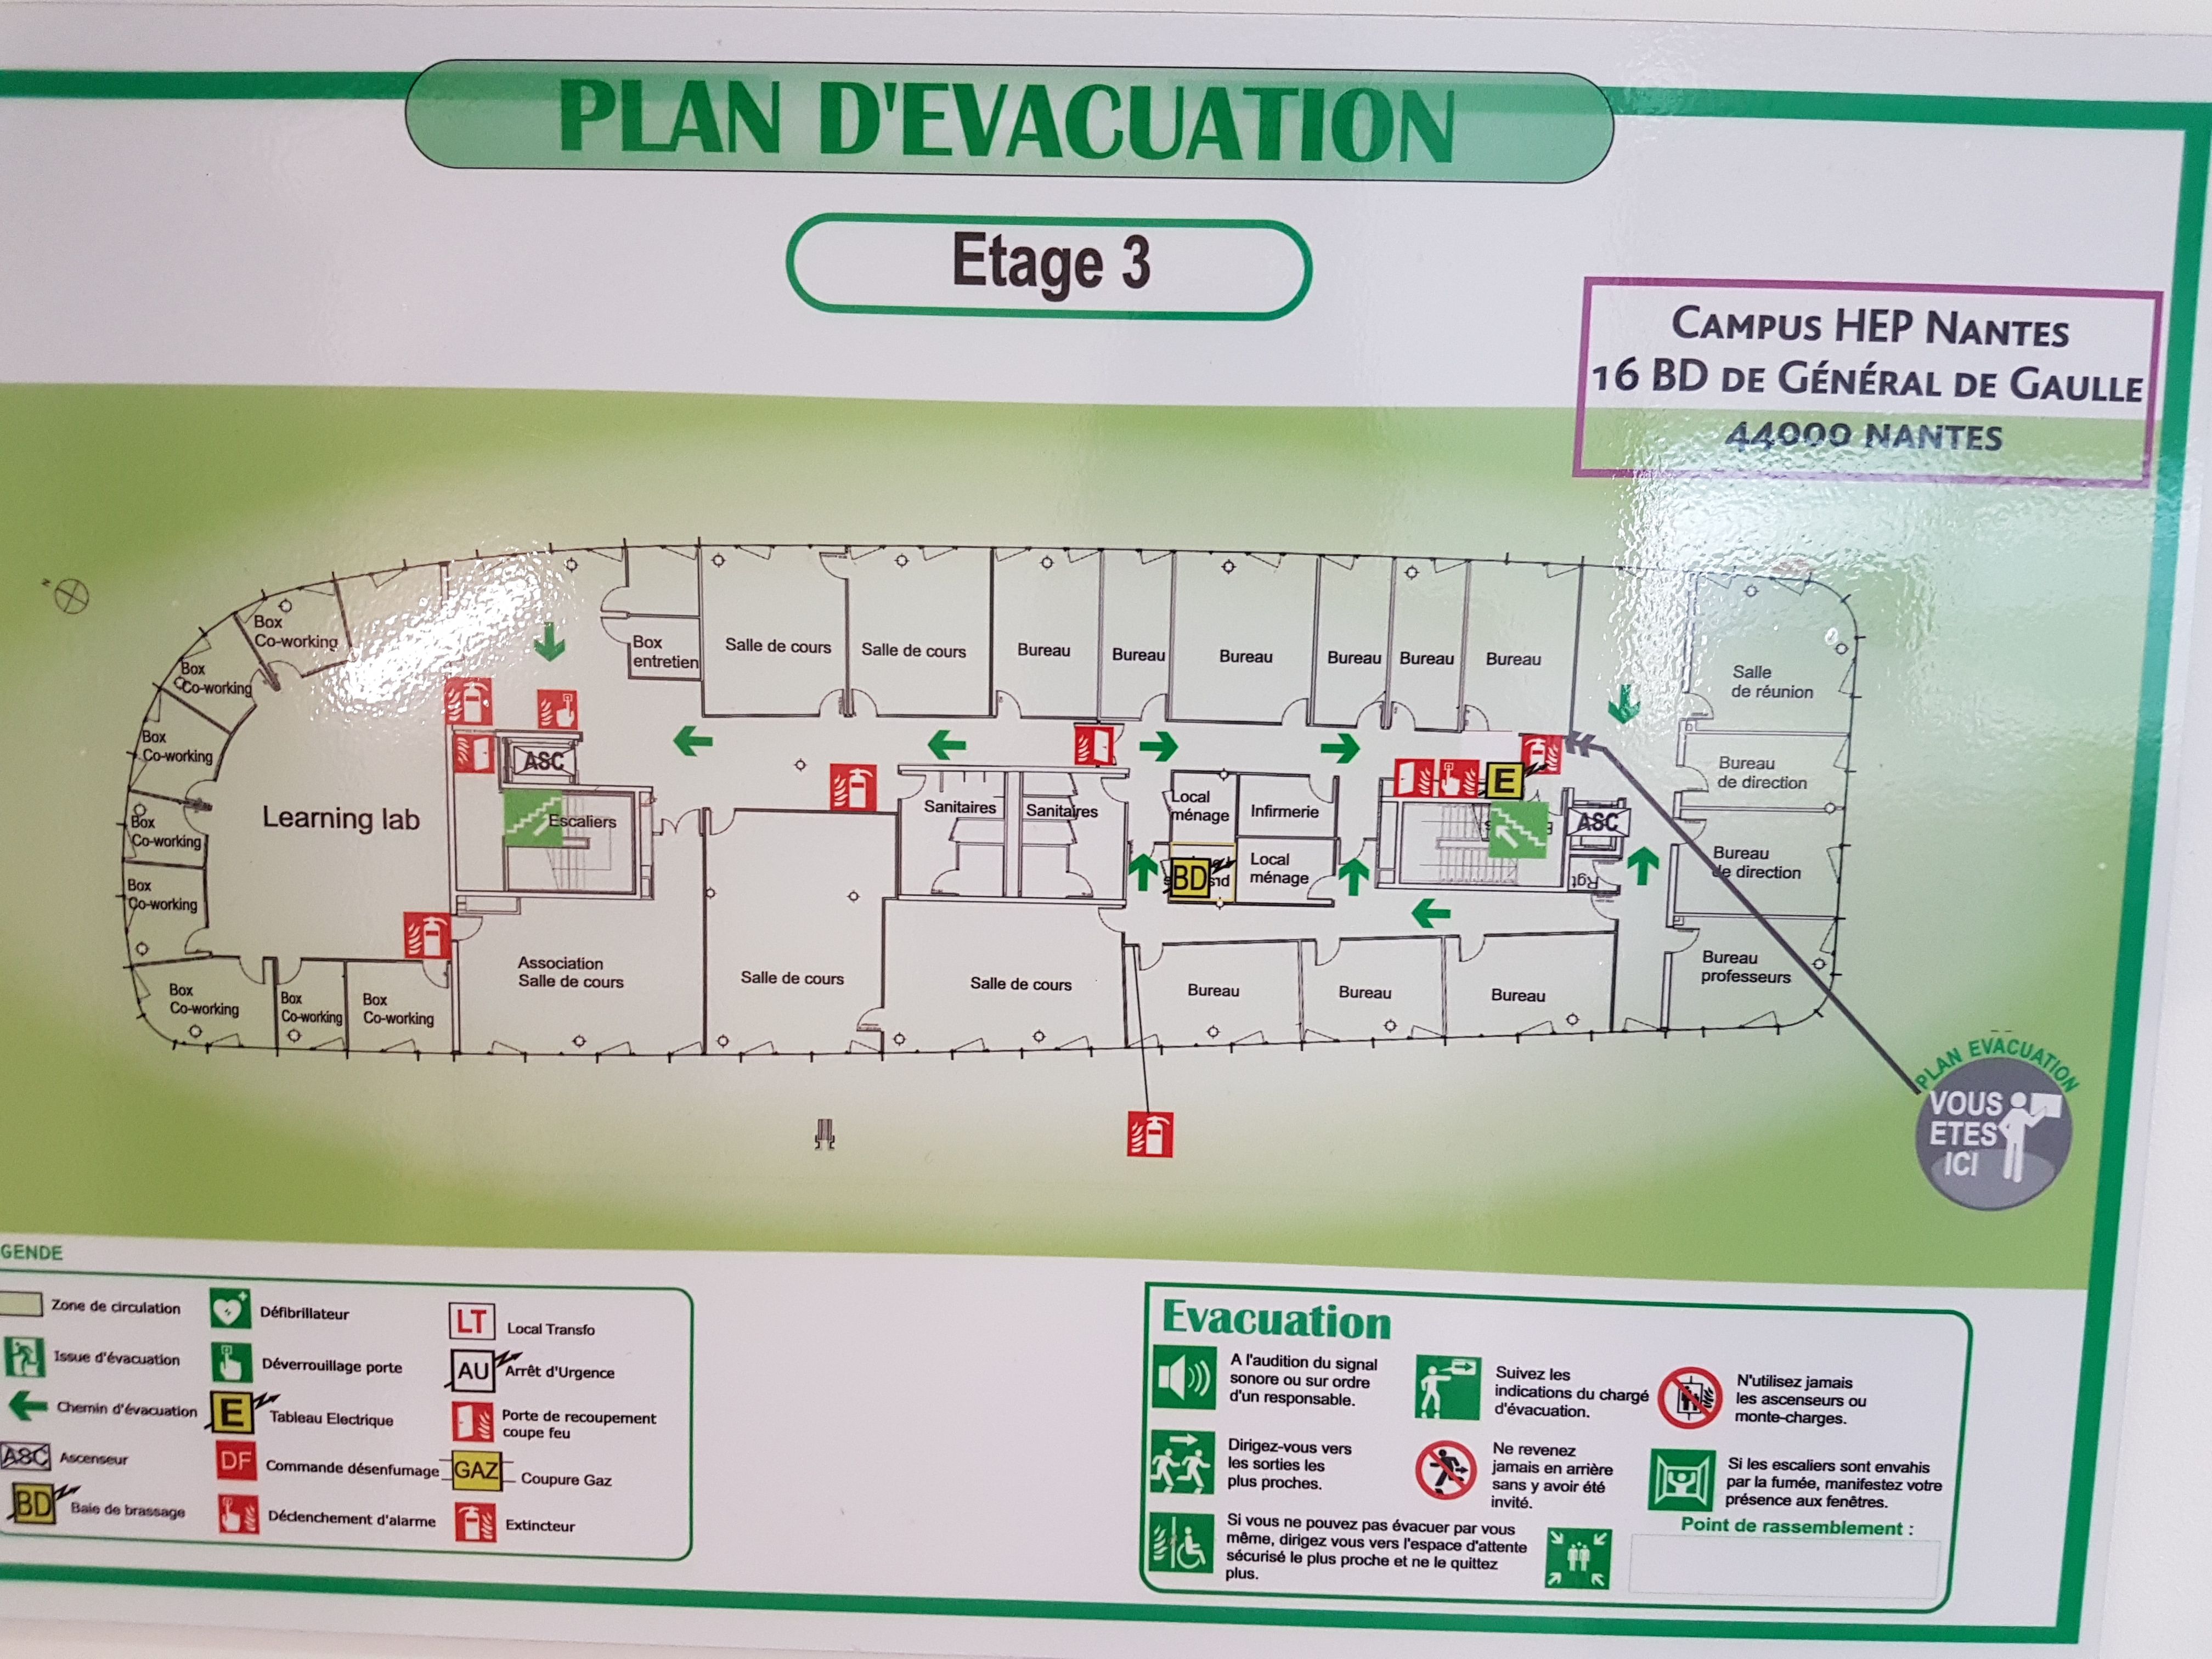 PLAN D'EVACUATION
Etage 3
CAMPUS HEP NANTES
16 BD DE GÉNÉRAL DE GAULLE
44000 NANTES
N
Box
Co-working
Box
Co-working
Box
Co-working
Box
Co-working
Box
Co-working
Box
Co-working
Box
Co-working
Box
Co-working
Learning lab
Box
entretien
Salle de cours
Salle de cours
Bureau
Bureau
Bureau
Bureau
Bureau
Bureau
Salle
de réunion
ASC
Escaliers
Sanitaires
Sanitaires
Local
ménage
Infirmerie
BD
Local
ménage
E
ASC
Rgt
Bureau
de direction
Bureau
de direction
Bureau
professeurs
Association
Salle de cours
Salle de cours
Salle de cours
Bureau
Bureau
Bureau
PLAN EVACUATION
VOUS
ETES
ICI
GENDE
Zone de circulation
Issue d'évacuation
Chemin d'évacuation
ASC Ascenseur
BD Baie de brassage
Défibrillateur
Déverrouillage porte
E Tableau Electrique
DF Commande désenfumage
Déclenchement d'alarme
LT Local Transfo
AU Arrêt d'Urgence
Porte de recoupement
coupe feu
GAZ Coupure Gaz
Extincteur
Evacuation
A l'audition du signal
sonore ou sur ordre
d'un responsable.
Suivez les
indications du chargé
d'évacuation.
N'utilisez jamais
les ascenseurs ou
monte-charges.
Dirigez-vous vers
les sorties les
plus proches.
Ne revenez
jamais en arrière
sans y avoir été
invité.
Si les escaliers sont envahis
par la fumée, manifestez votre
présence aux fenêtres.
Si vous ne pouvez pas évacuer par vous
même, dirigez vous vers l'espace d'attente
sécurisé le plus proche et ne le quittez
plus.
Point de rassemblement :